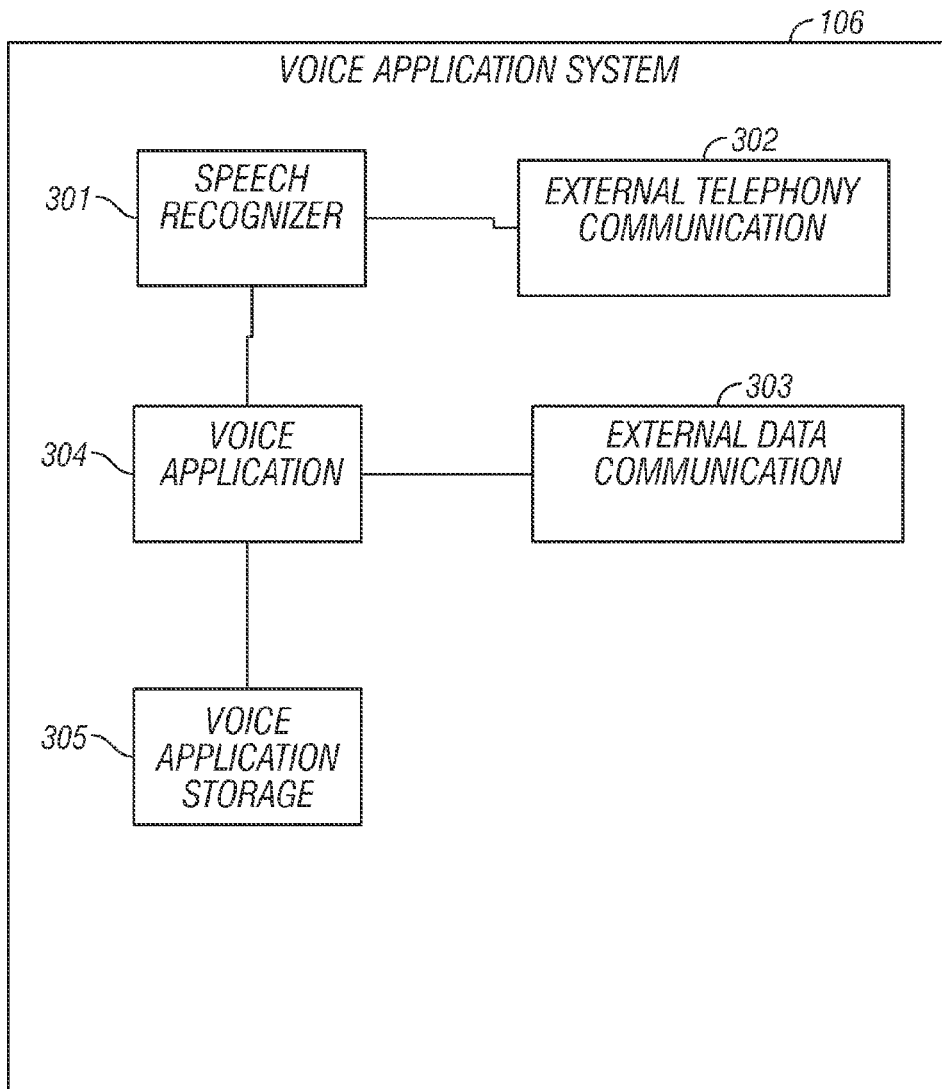 106
VOICE APPLICATION SYSTEM
301
SPEECH
RECOGNIZER
302
EXTERNAL TELEPHONY
COMMUNICATION
304
VOICE
APPLICATION
303
EXTERNAL DATA
COMMUNICATION
305
VOICE
APPLICATION
STORAGE